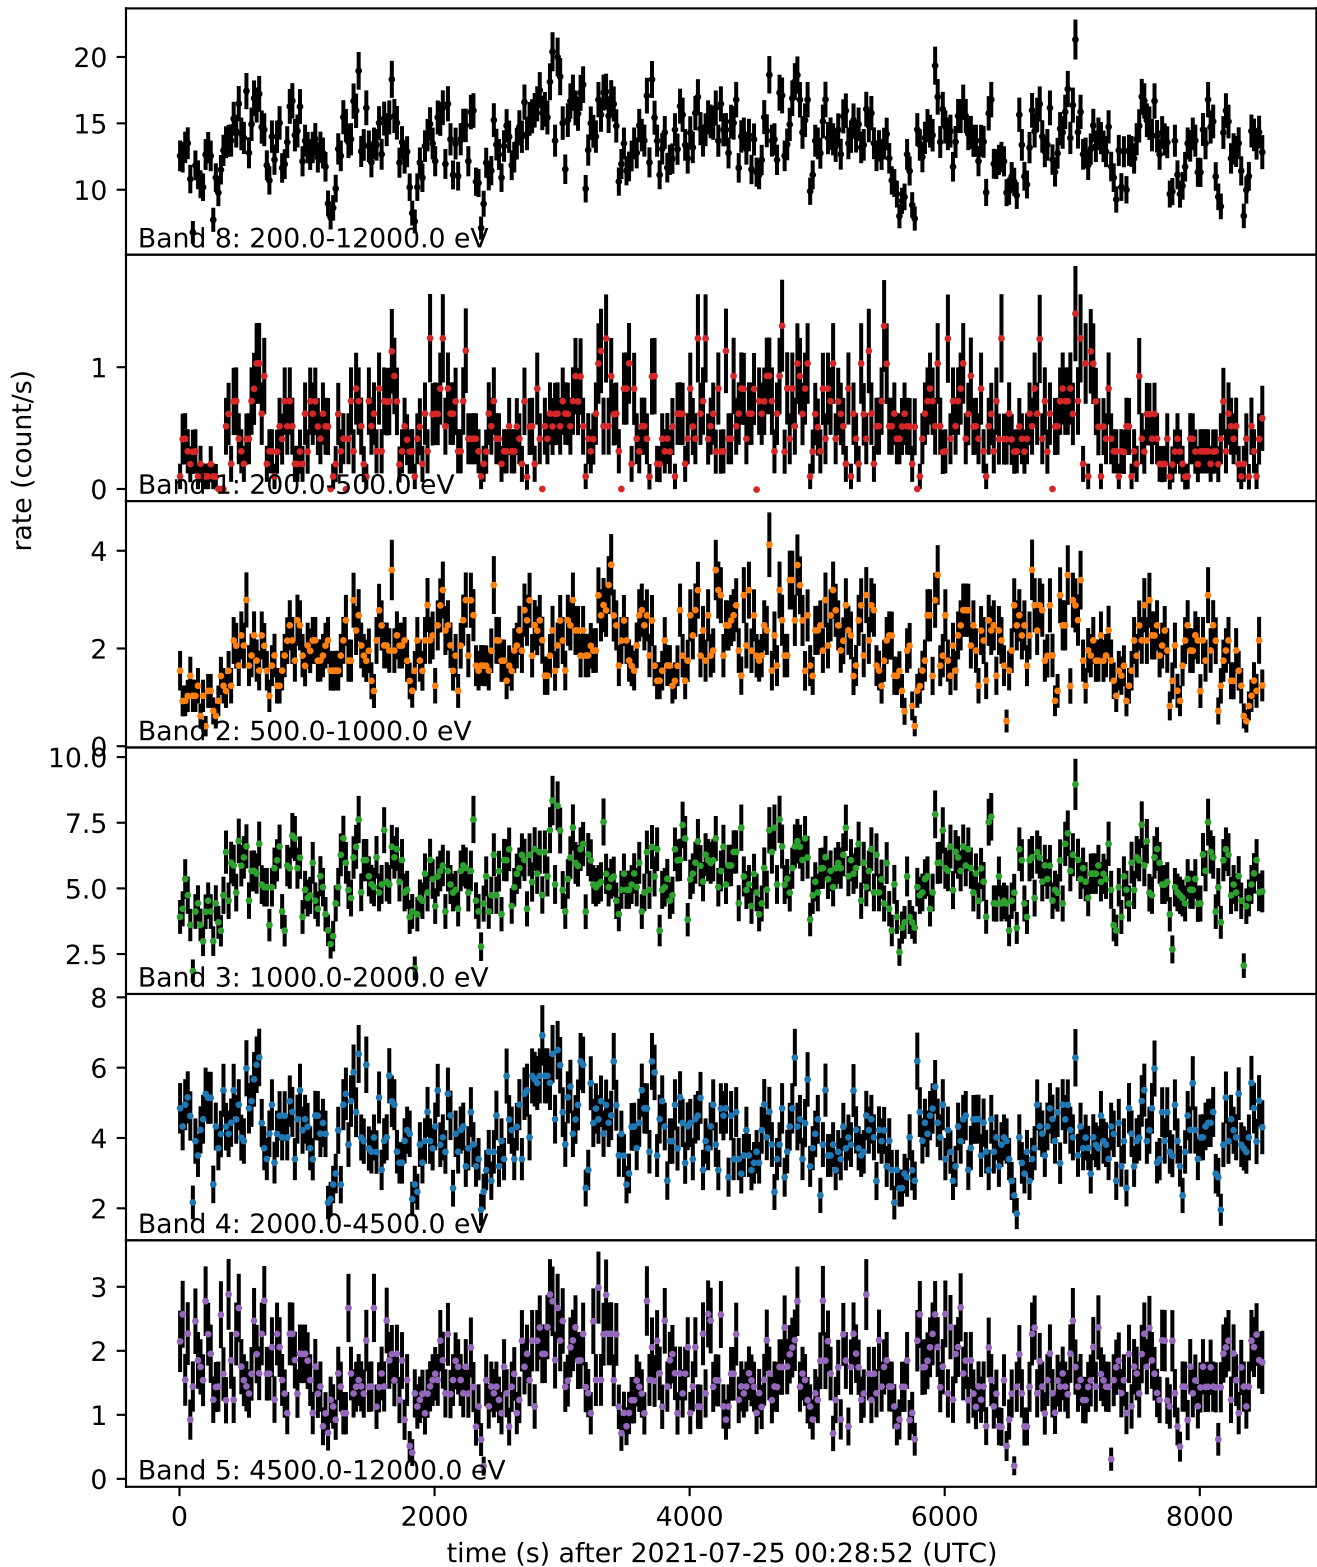 20
15
10
Band 8: 200.0-12000.0 eV
1
0
Band 1: 200.0-500.0 eV
rate (count/s)
4
2
0
Band 2: 500.0-1000.0 eV
10.0
7.5
5.0
2.5
Band 3: 1000.0-2000.0 eV
8
6
4
2
Band 4: 2000.0-4500.0 eV
3
2
1
0
Band 5: 4500.0-12000.0 eV
0 2000 4000 6000 8000
time (s) after 2021-07-25 00:28:52 (UTC)